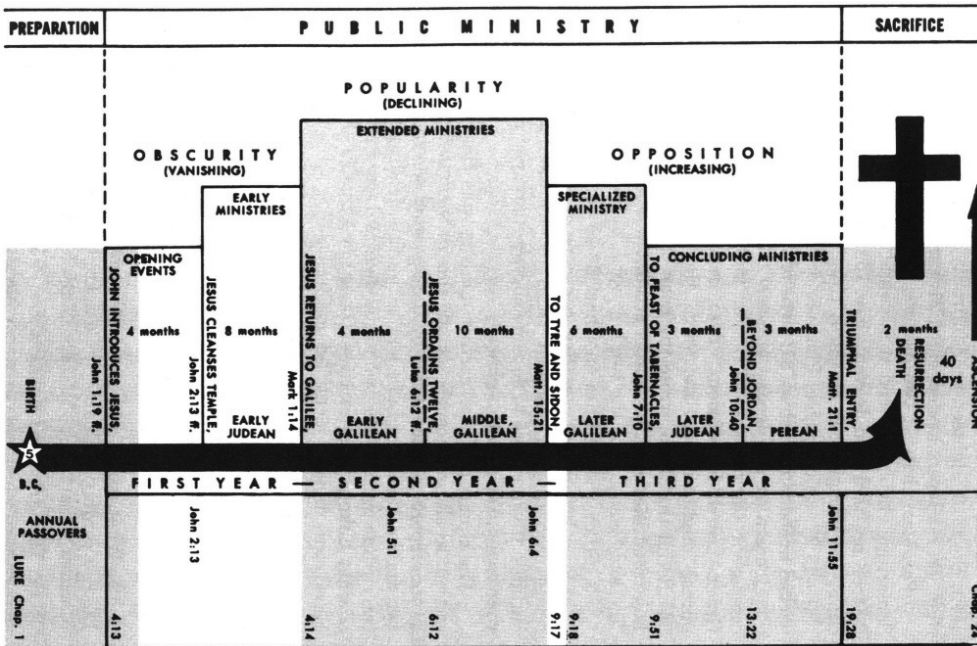 PREPARATION
PUBLIC MINISTRY
SACRIFICE
POPULARITY
(DECLINING)
EXTENDED MINISTRIES
OBSCURITY
(VANISHING)
OPPOSITION
(INCREASING)
EARLY
MINISTRIES
SPECIALIZED
MINISTRY
OPENING
EVENTS
CONCLUDING MINISTRIES
BIRTH
John 1:19 ff.
JOHN INTRODUCES JESUS,
4 months
John 2:13 ff.
JESUS CLEANSES TEMPLE,
8 months
EARLY
JUDEAN
Mark 1:14
JESUS RETURNS TO GALILEE,
4 months
EARLY
GALILEAN
Luke 6:12 ff.
JESUS ORDAINS TWELVE,
10 months
MIDDLE,
GALILEAN
Matt. 15:21
TO TYRE AND SIDON,
6 months
LATER
GALILEAN
John 7:10
TO FEAST OF TABERNACLES,
3 months
LATER
JUDEAN
BEYOND JORDAN,
John 10:40
3 months
PEREAN
Matt. 21:1
TRIUMPHAL ENTRY,
2 months
DEATH
RESURRECTION
40
days
ASCENSION
5
B.C.
FIRST YEAR — SECOND YEAR — THIRD YEAR
ANNUAL
PASSOVERS
John 2:13
John 5:1
John 6:4
John 11:55
LUKE Chap. 1
4:13
4:14
6:12
9:17
9:18
9:51
13:22
19:28